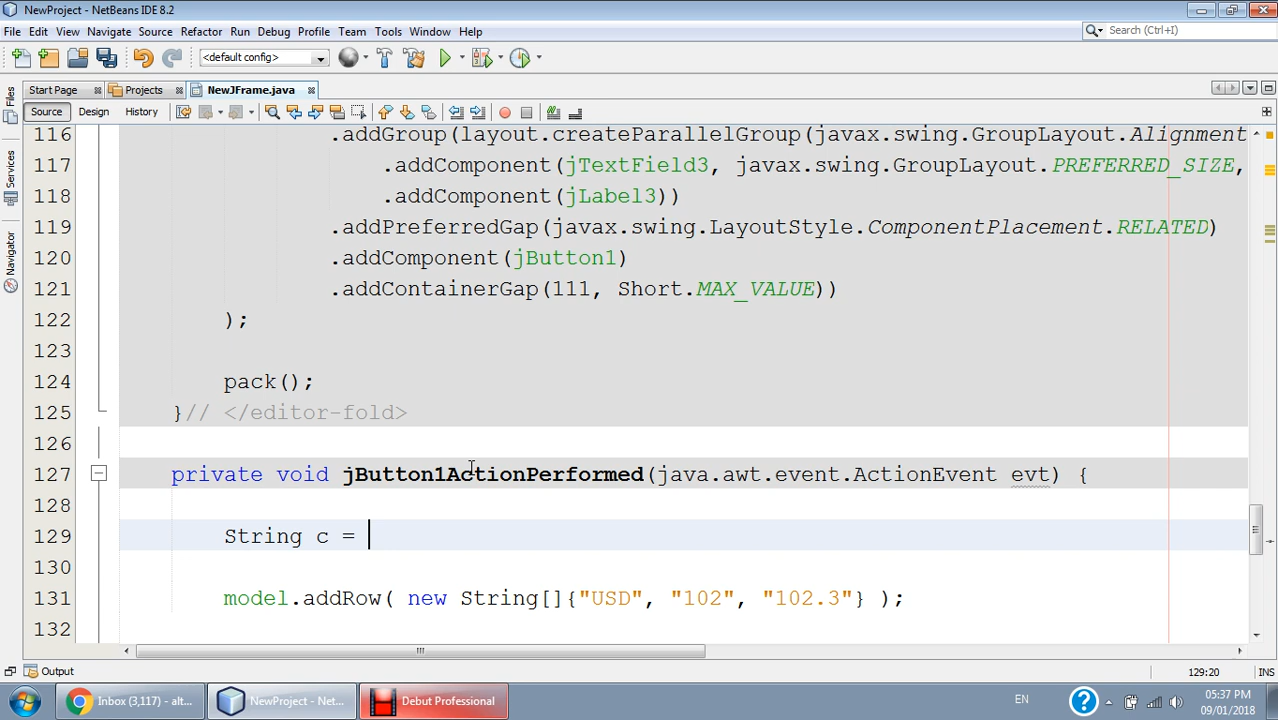 NewProject - NetBeans IDE 8.2
File Edit View Navigate Source Refactor Run Debug Profile Team Tools Window Help
Search (Ctrl+I)
<default config>
Start Page Projects NewJFrame.java
Source Design History
Files
Services
Navigator
116 .addGroup(layout.createParallelGroup(javax.swing.GroupLayout.Alignment
117 .addComponent(jTextField3, javax.swing.GroupLayout.PREFERRED_SIZE,
118 .addComponent(jLabel3))
119 .addPreferredGap(javax.swing.LayoutStyle.ComponentPlacement.RELATED)
120 .addComponent(jButton1)
121 .addContainerGap(111, Short.MAX_VALUE))
122 );
123
124 pack();
125 }// </editor-fold>
126
127 private void jButton1ActionPerformed(java.awt.event.ActionEvent evt) {
128
129 String c =
130
131 model.addRow( new String[]{"USD", "102", "102.3"} );
132
Output
129:20 INS
Inbox (3,117) - alt... NewProject - Net... Debut Professional
EN
05:37 PM
09/01/2018